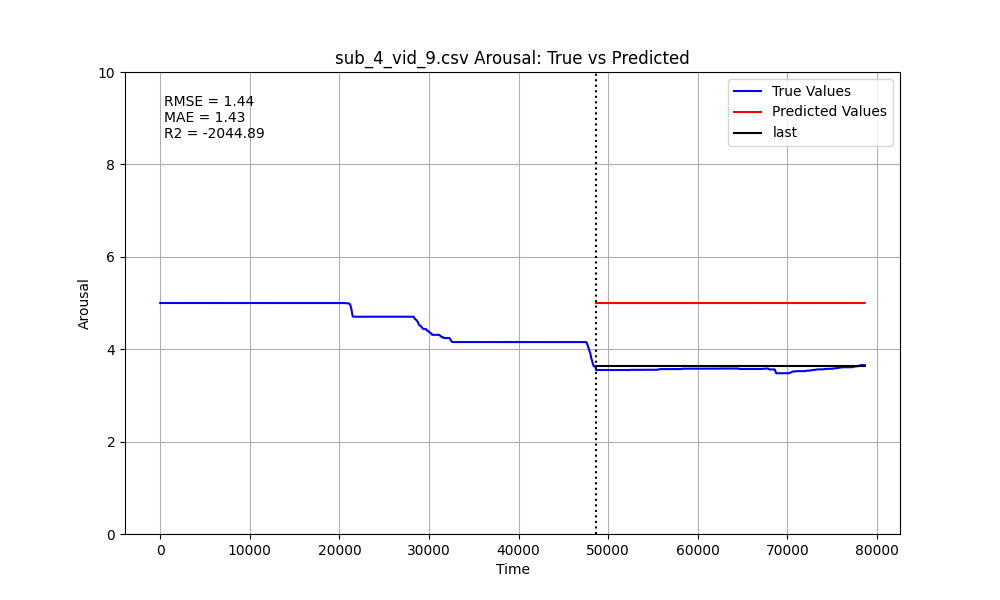 sub_4_vid_9.csv Arousal: True vs Predicted
RMSE = 1.44
MAE = 1.43
R2 = -2044.89
True Values
Predicted Values
last
Arousal
10
8
6
4
2
0
0 10000 20000 30000 40000 50000 60000 70000 80000
Time